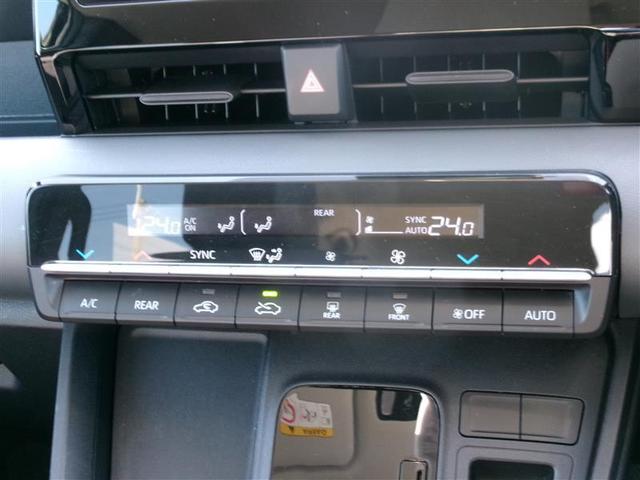 REAR
24.0 A/C ON SYNC AUTO 24.0
SYNC
A/C REAR REAR FRONT OFF AUTO